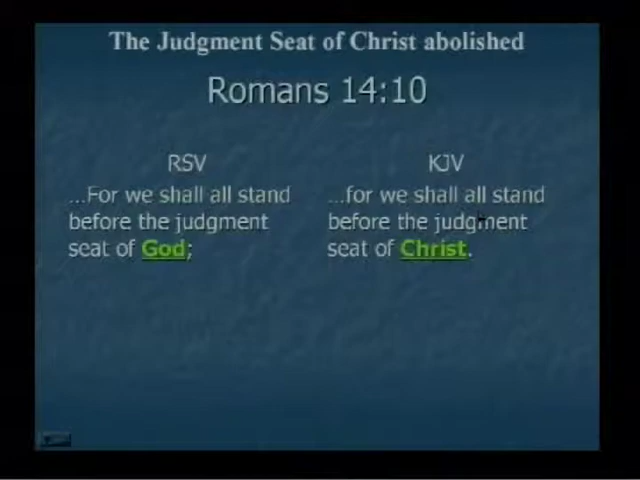 The Judgment Seat of Christ abolished
Romans 14:10
RSV
...For we shall all stand
before the judgment
seat of God;
KJV
...for we shall all stand
before the judgment
seat of Christ.